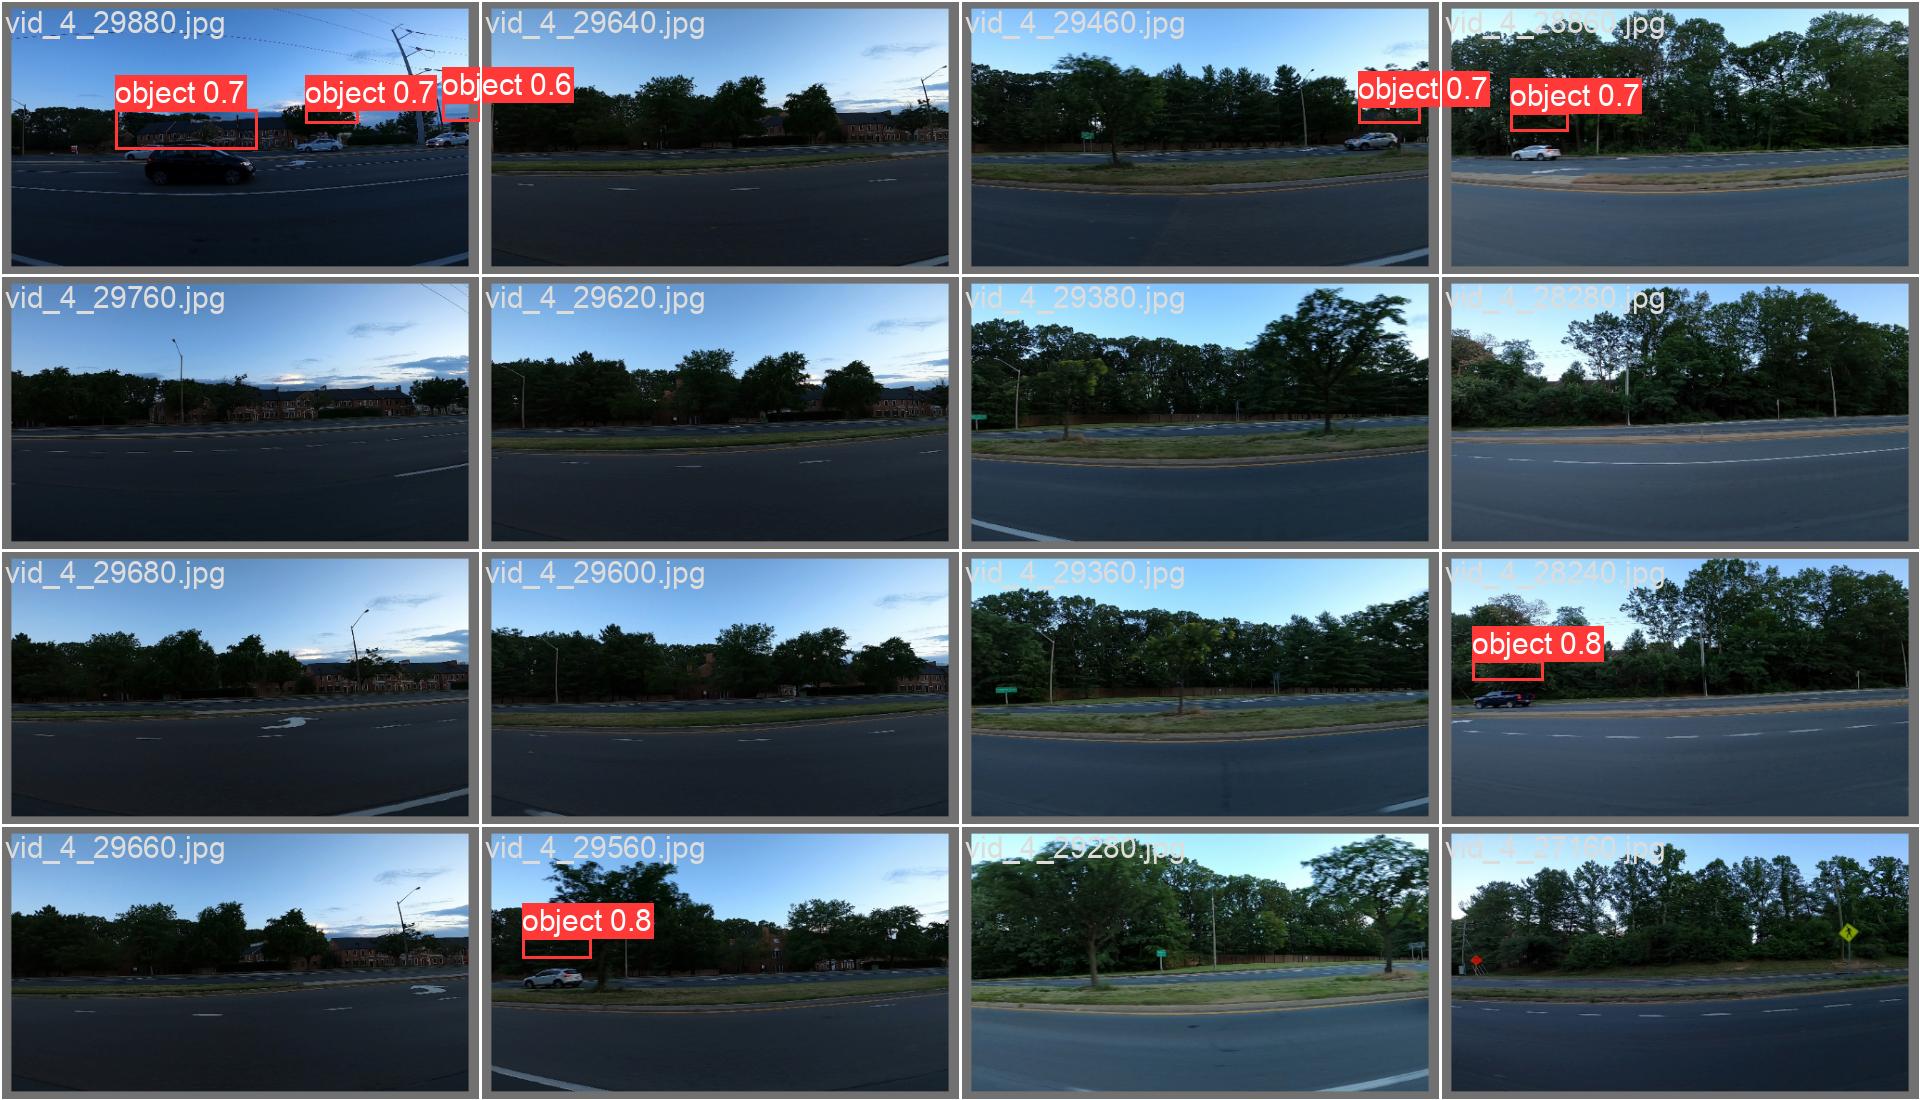 vid_4_29880.jpg
object 0.7
object 0.7
object 0.6
vid_4_29640.jpg
vid_4_29460.jpg
object 0.7
vid_4_28860.jpg
object 0.7
vid_4_29760.jpg
vid_4_29620.jpg
vid_4_29380.jpg
vid_4_28280.jpg
vid_4_29680.jpg
vid_4_29600.jpg
vid_4_29360.jpg
vid_4_28240.jpg
object 0.8
vid_4_29660.jpg
vid_4_29560.jpg
object 0.8
vid_4_29280.jpg
vid_4_27160.jpg